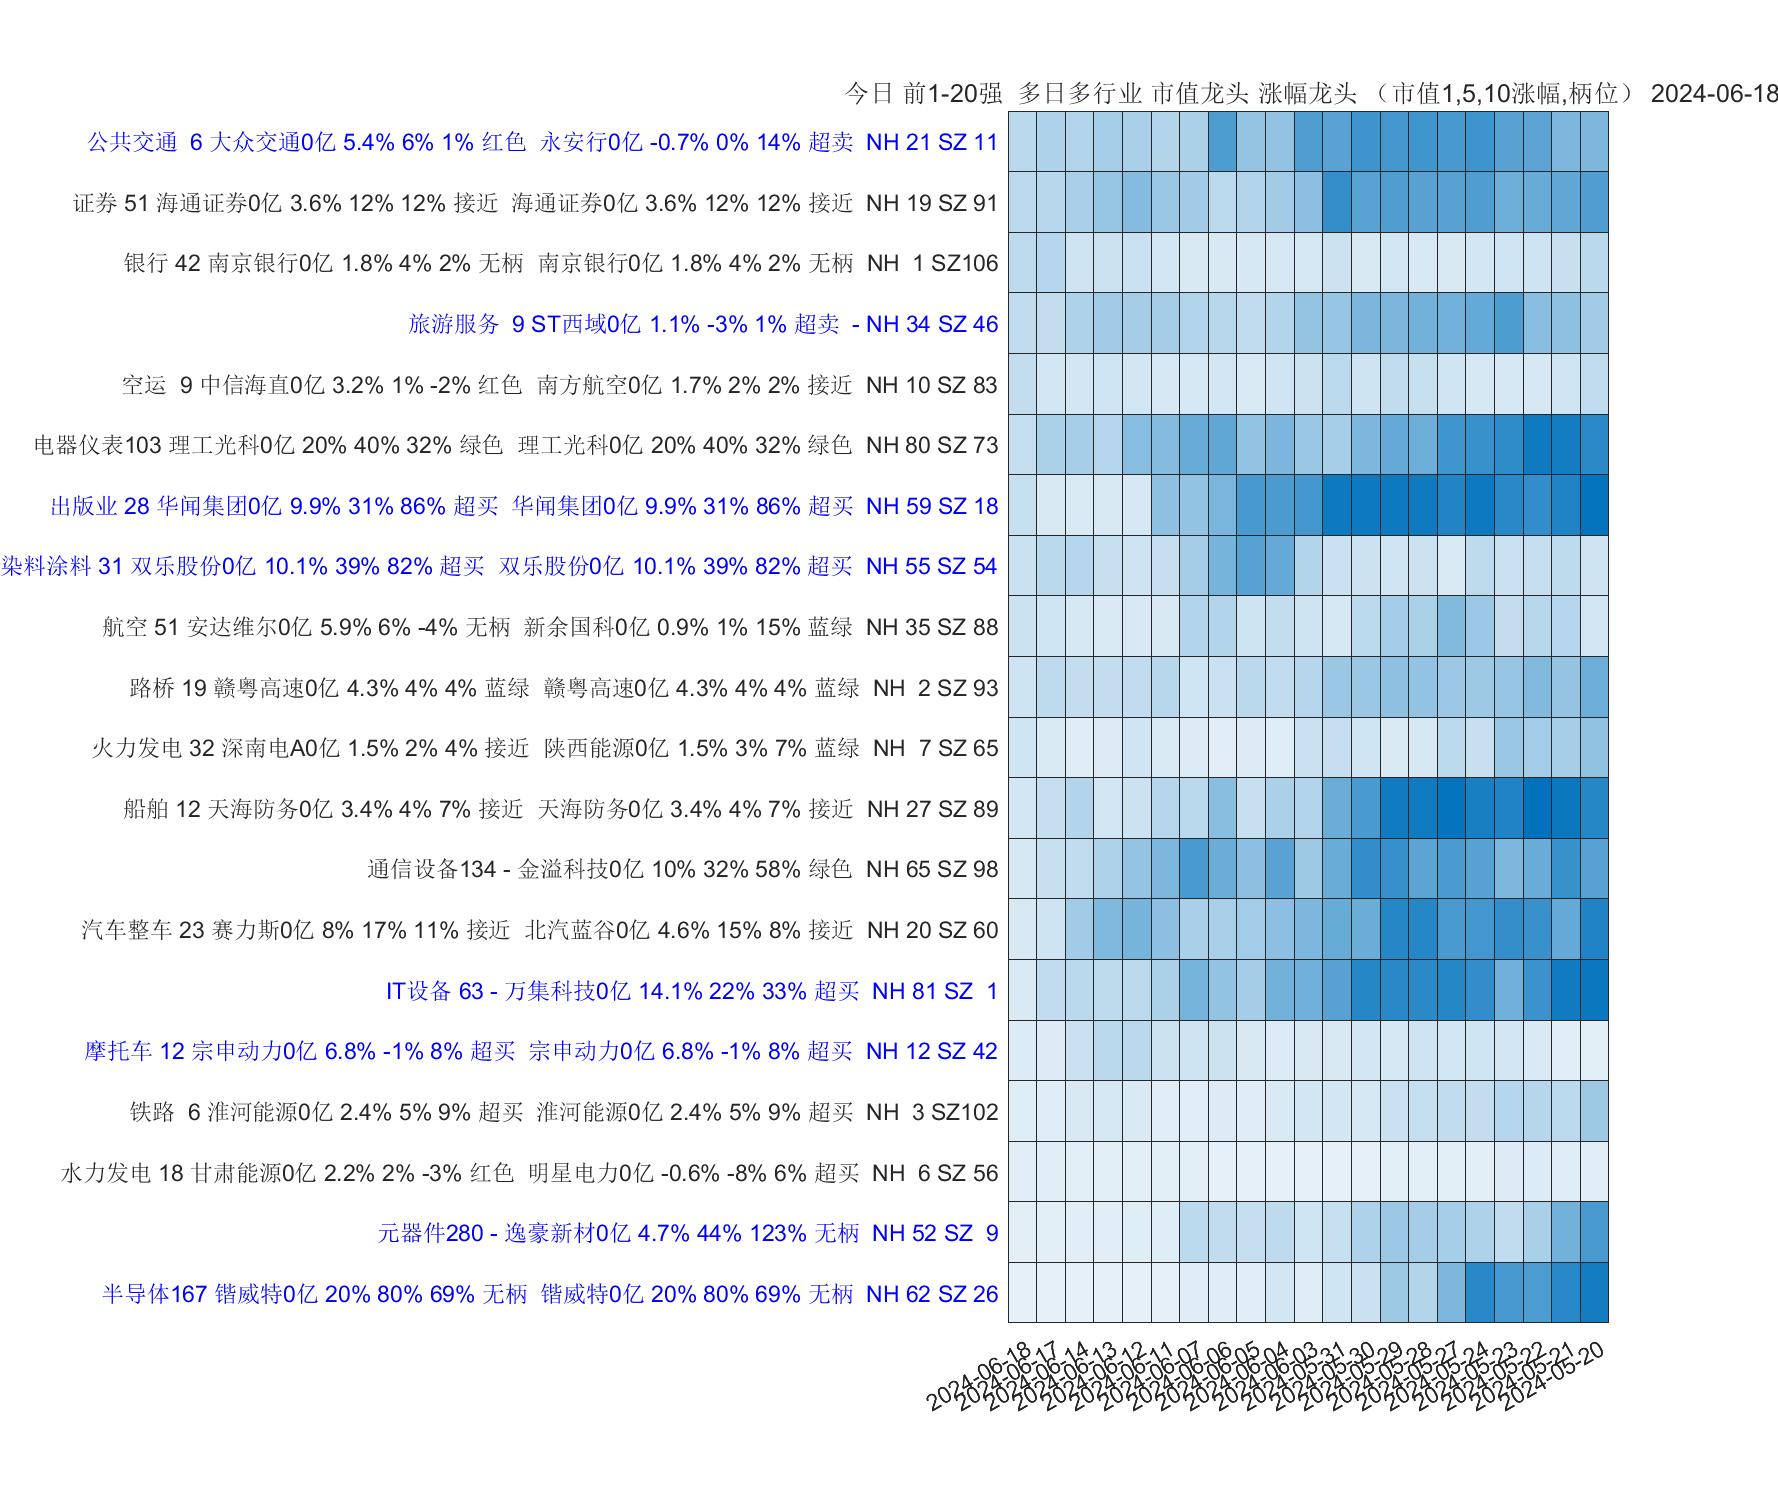 今日 前1-20强 多日多行业 市值龙头 涨幅龙头 （市值1,5,10涨幅,柄位） 2024-06-18
公共交通 6 大众交通0亿 5.4% 6% 1% 红色 永安行0亿 -0.7% 0% 14% 超卖 NH 21 SZ 11
证券 51 海通证券0亿 3.6% 12% 12% 接近 海通证券0亿 3.6% 12% 12% 接近 NH 19 SZ 91
银行 42 南京银行0亿 1.8% 4% 2% 无柄 南京银行0亿 1.8% 4% 2% 无柄 NH 1 SZ106
旅游服务 9 ST西域0亿 1.1% -3% 1% 超卖 - NH 34 SZ 46
空运 9 中信海直0亿 3.2% 1% -2% 红色 南方航空0亿 1.7% 2% 2% 接近 NH 10 SZ 83
电器仪表103 理工光科0亿 20% 40% 32% 绿色 理工光科0亿 20% 40% 32% 绿色 NH 80 SZ 73
出版业 28 华闻集团0亿 9.9% 31% 86% 超买 华闻集团0亿 9.9% 31% 86% 超买 NH 59 SZ 18
染料涂料 31 双乐股份0亿 10.1% 39% 82% 超买 双乐股份0亿 10.1% 39% 82% 超买 NH 55 SZ 54
航空 51 安达维尔0亿 5.9% 6% -4% 无柄 新余国科0亿 0.9% 1% 15% 蓝绿 NH 35 SZ 88
路桥 19 赣粤高速0亿 4.3% 4% 4% 蓝绿 赣粤高速0亿 4.3% 4% 4% 蓝绿 NH 2 SZ 93
火力发电 32 深南电A0亿 1.5% 2% 4% 接近 陕西能源0亿 1.5% 3% 7% 蓝绿 NH 7 SZ 65
船舶 12 天海防务0亿 3.4% 4% 7% 接近 天海防务0亿 3.4% 4% 7% 接近 NH 27 SZ 89
通信设备134 - 金溢科技0亿 10% 32% 58% 绿色 NH 65 SZ 98
汽车整车 23 赛力斯0亿 8% 17% 11% 接近 北汽蓝谷0亿 4.6% 15% 8% 接近 NH 20 SZ 60
IT设备 63 - 万集科技0亿 14.1% 22% 33% 超买 NH 81 SZ 1
摩托车 12 宗申动力0亿 6.8% -1% 8% 超买 宗申动力0亿 6.8% -1% 8% 超买 NH 12 SZ 42
铁路 6 淮河能源0亿 2.4% 5% 9% 超买 淮河能源0亿 2.4% 5% 9% 超买 NH 3 SZ102
水力发电 18 甘肃能源0亿 2.2% 2% -3% 红色 明星电力0亿 -0.6% -8% 6% 超买 NH 6 SZ 56
元器件280 - 逸豪新材0亿 4.7% 44% 123% 无柄 NH 52 SZ 9
半导体167 锴威特0亿 20% 80% 69% 无柄 锴威特0亿 20% 80% 69% 无柄 NH 62 SZ 26
2024-06-18
2024-06-17
2024-06-14
2024-06-13
2024-06-12
2024-06-11
2024-06-07
2024-06-06
2024-06-05
2024-06-04
2024-06-03
2024-05-31
2024-05-30
2024-05-29
2024-05-28
2024-05-27
2024-05-24
2024-05-23
2024-05-22
2024-05-21
2024-05-20